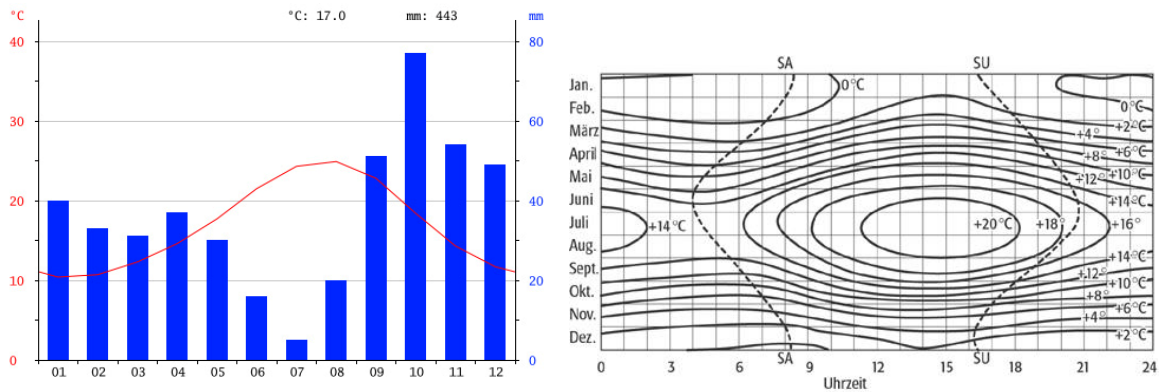 °C °C: 17.0 mm: 443 mm
40 80
30 60
20 40
10 20
0 0
01 02 03 04 05 06 07 08 09 10 11 12
SA SU
Jan. 0°C
Feb. 0°C
März +4° +2°C
April +8° +6°C
Mai +12° +10°C
Juni +14°C
Juli +14°C +20°C +18° +16°
Aug.
Sept. +12° +14°C
Okt. +8° +10°C
Nov. +4° +6°C
Dez. +2°C
SA SU
0 3 6 9 12 15 18 21 24
Uhrzeit